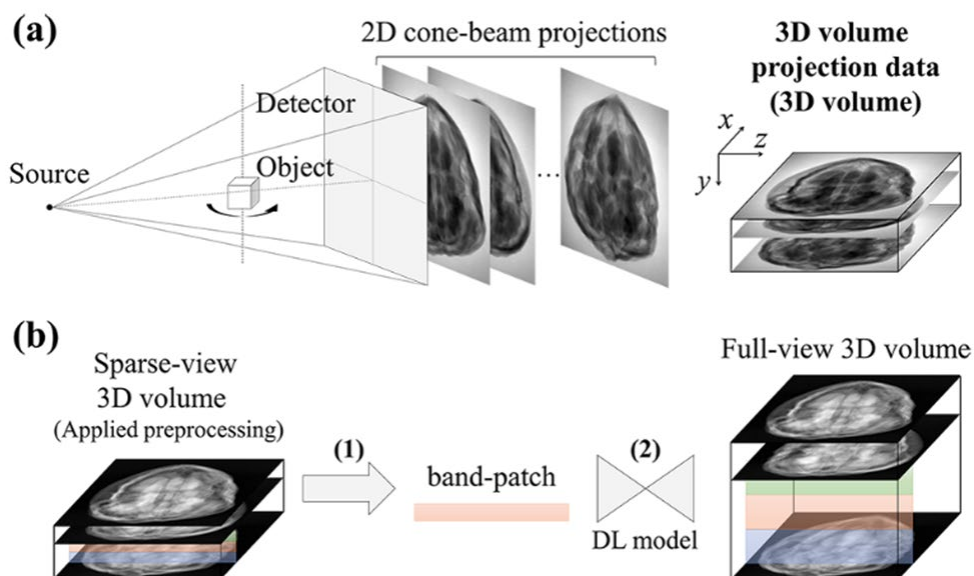 (a)
2D cone-beam projections
3D volume
projection data
(3D volume)
Detector
Object
Source
...
x
z
y
(b)
Sparse-view
3D volume
(Applied preprocessing)
(1)
band-patch
(2)
DL model
Full-view 3D volume